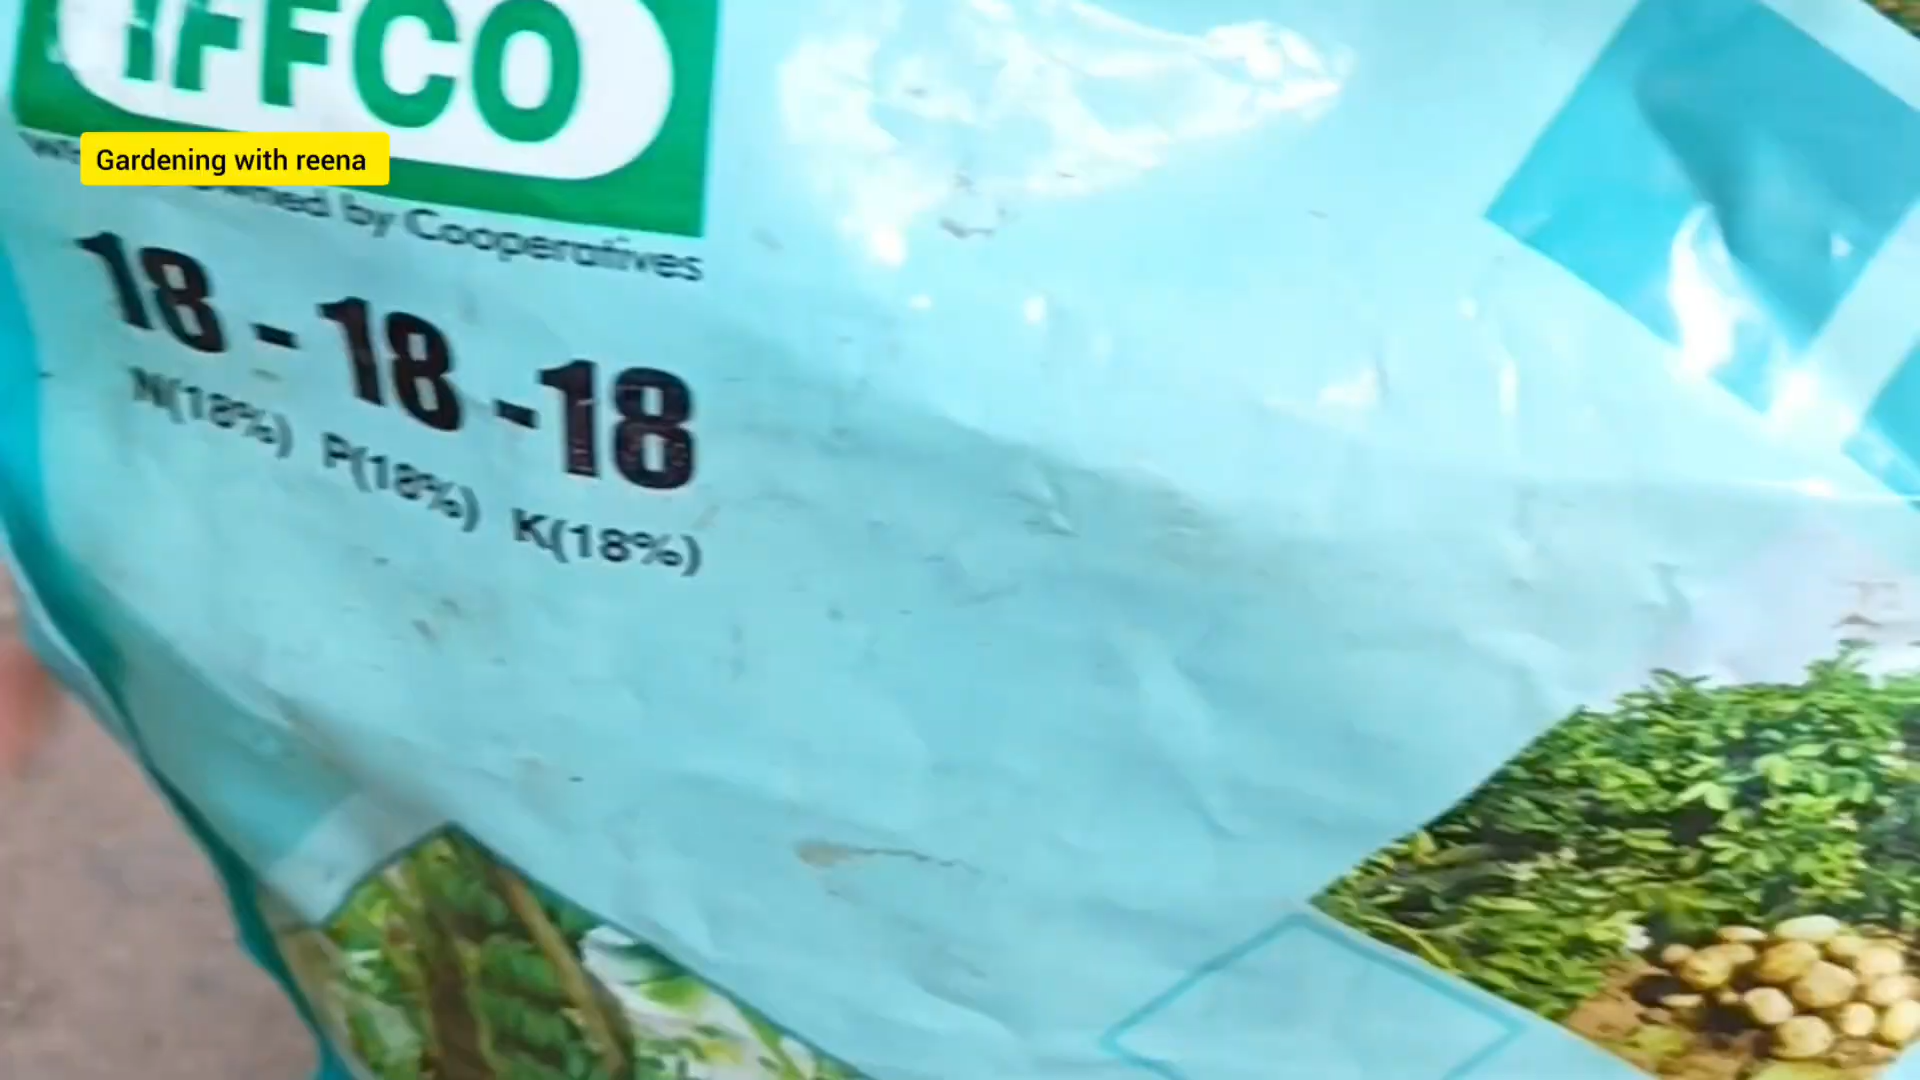 IFFCO
Gardening with reena
by Cooperatives
18 - 18 - 18
N(18%) P(18%) K(18%)